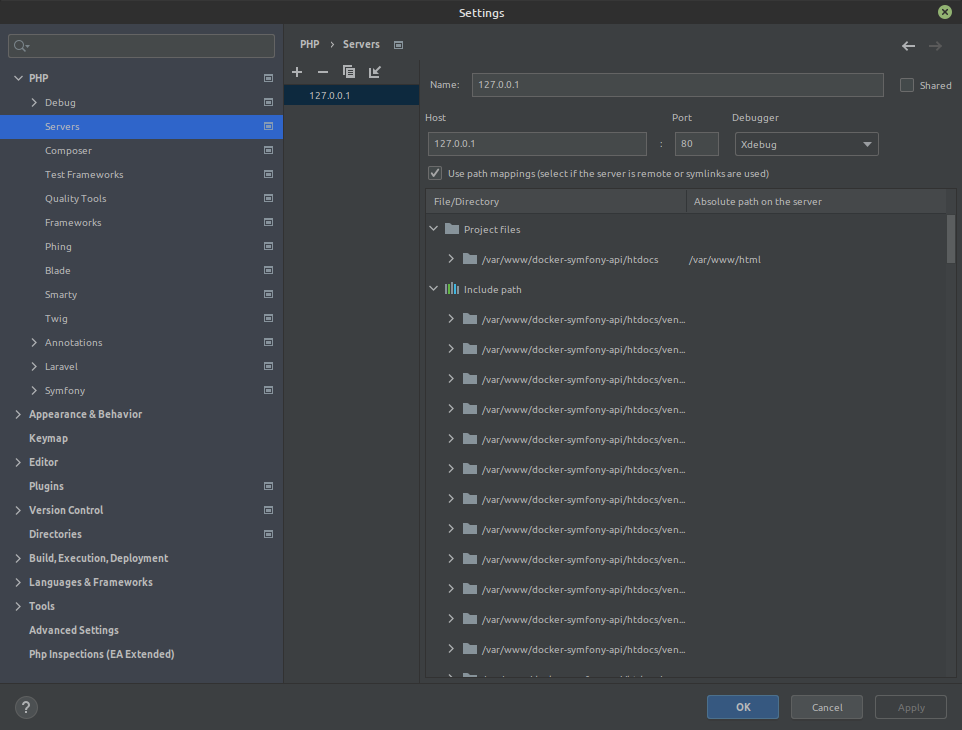 Settings
PHP
Debug
Servers
Composer
Test Frameworks
Quality Tools
Frameworks
Phing
Blade
Smarty
Twig
Annotations
Laravel
Symfony
Appearance & Behavior
Keymap
Editor
Plugins
Version Control
Directories
Build, Execution, Deployment
Languages & Frameworks
Tools
Advanced Settings
Php Inspections (EA Extended)
PHP › Servers
127.0.0.1
Name: 127.0.0.1 Shared
Host Port Debugger
127.0.0.1 : 80 Xdebug
Use path mappings (select if the server is remote or symlinks are used)
File/Directory Absolute path on the server
Project files
/var/www/docker-symfony-api/htdocs /var/www/html
Include path
/var/www/docker-symfony-api/htdocs/ven...
/var/www/docker-symfony-api/htdocs/ven...
/var/www/docker-symfony-api/htdocs/ven...
/var/www/docker-symfony-api/htdocs/ven...
/var/www/docker-symfony-api/htdocs/ven...
/var/www/docker-symfony-api/htdocs/ven...
/var/www/docker-symfony-api/htdocs/ven...
/var/www/docker-symfony-api/htdocs/ven...
/var/www/docker-symfony-api/htdocs/ven...
/var/www/docker-symfony-api/htdocs/ven...
/var/www/docker-symfony-api/htdocs/ven...
/var/www/docker-symfony-api/htdocs/ven...
? OK Cancel Apply